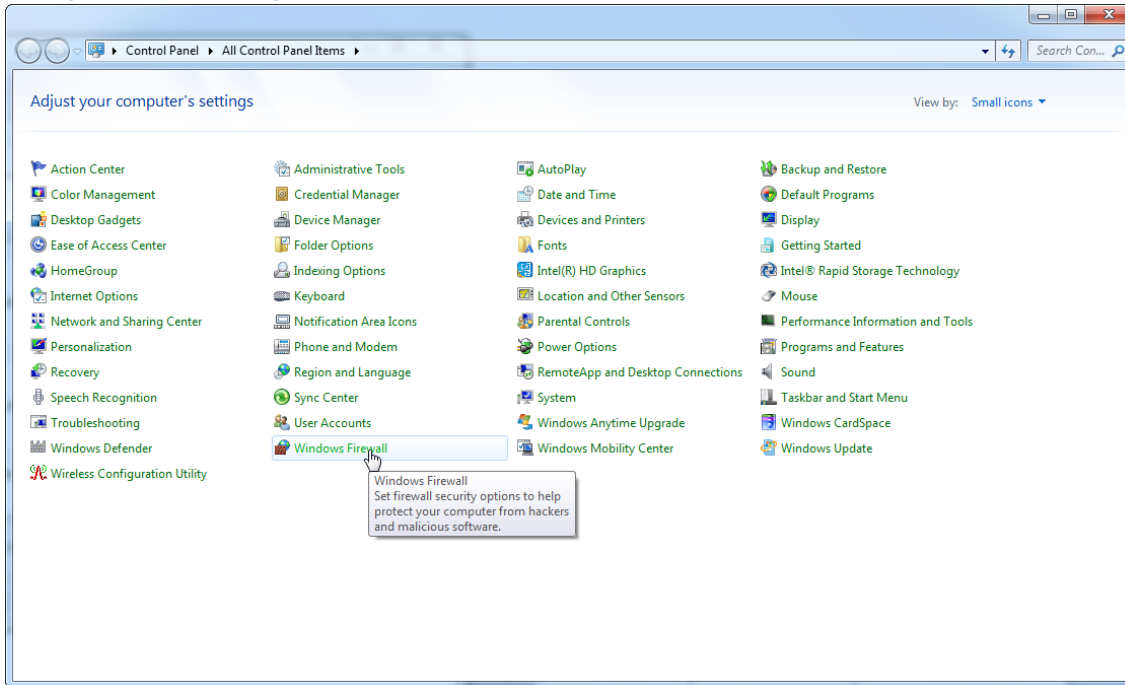 Control Panel All Control Panel Items Search Con...
Adjust your computer's settings View by: Small icons
Action Center Administrative Tools AutoPlay Backup and Restore
Color Management Credential Manager Date and Time Default Programs
Desktop Gadgets Device Manager Devices and Printers Display
Ease of Access Center Folder Options Fonts Getting Started
HomeGroup Indexing Options Intel(R) HD Graphics Intel® Rapid Storage Technology
Internet Options Keyboard Location and Other Sensors Mouse
Network and Sharing Center Notification Area Icons Parental Controls Performance Information and Tools
Personalization Phone and Modem Power Options Programs and Features
Recovery Region and Language RemoteApp and Desktop Connections Sound
Speech Recognition Sync Center System Taskbar and Start Menu
Troubleshooting User Accounts Windows Anytime Upgrade Windows CardSpace
Windows Defender Windows Firewall Windows Mobility Center Windows Update
Wireless Configuration Utility
Windows Firewall
Set firewall security options to help
protect your computer from hackers
and malicious software.